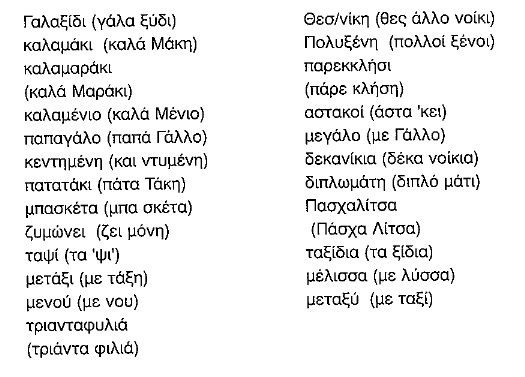 Γαλαξίδι (γάλα ξύδι)
καλαμάκι (καλά Μάκη)
καλαμαράκι
(καλά Μαράκι)
καλαμένιο (καλά Μένιο)
παπαγάλο (παπά Γάλλο)
κεντημένη (και ντυμένη)
πατατάκι (πάτα Τάκη)
μπασκέτα (μπα σκέτα)
ζυμώνει (ζει μόνη)
ταψί (τα 'ψι')
μετάξι (με τάξη)
μενού (με νου)
τριανταφυλιά
(τριάντα φιλιά)
Θεσ/νίκη (θες άλλο νοίκι)
Πολυξένη (πολλοί ξένοι)
παρεκκλήσι
(πάρε κλήση)
αστακοί (άστα 'κει)
μεγάλο (με Γάλλο)
δεκανίκια (δέκα νοίκια)
διπλωμάτη (διπλό μάτι)
Πασχαλίτσα
(Πάσχα Λίτσα)
ταξίδια (τα ξίδια)
μέλισσα (με λύσσα)
μεταξύ (με ταξί)